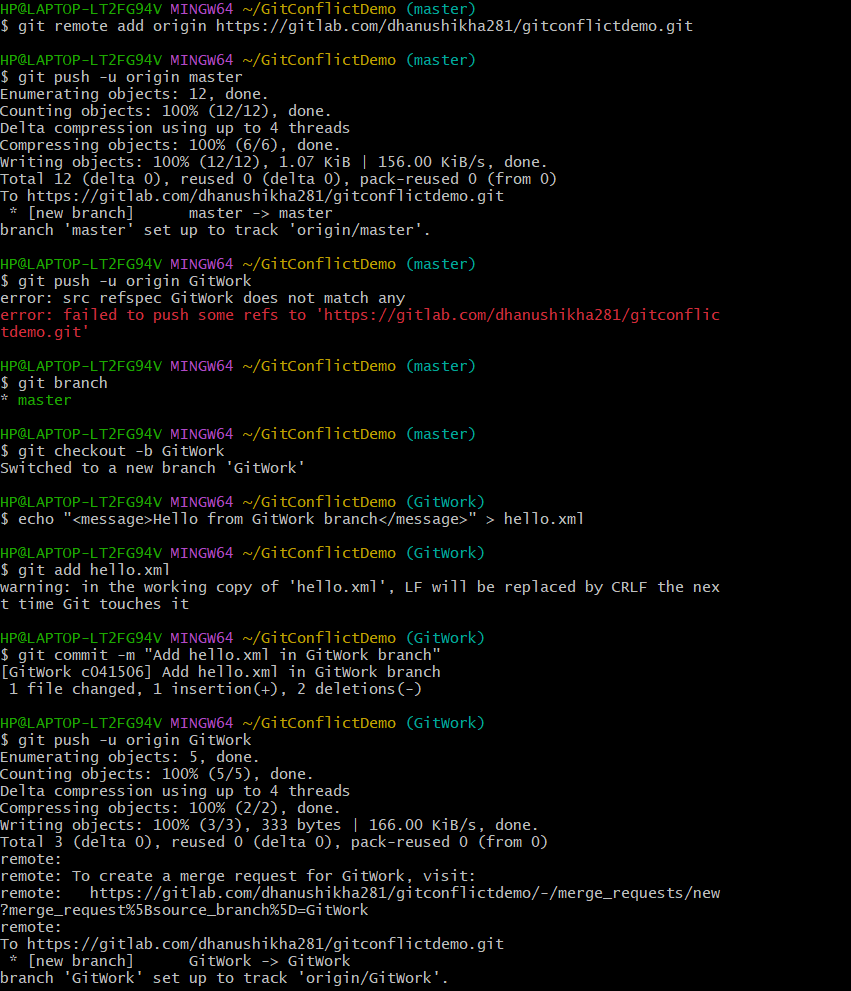 HP@LAPTOP-LT2FG94V MINGW64 ~/GitConflictDemo (master)
$ git remote add origin https://gitlab.com/dhanushikha281/gitconflictdemo.git
HP@LAPTOP-LT2FG94V MINGW64 ~/GitConflictDemo (master)
$ git push -u origin master
Enumerating objects: 12, done.
Counting objects: 100% (12/12), done.
Delta compression using up to 4 threads
Compressing objects: 100% (6/6), done.
Writing objects: 100% (12/12), 1.07 KiB | 156.00 KiB/s, done.
Total 12 (delta 0), reused 0 (delta 0), pack-reused 0 (from 0)
To https://gitlab.com/dhanushikha281/gitconflictdemo.git
 * [new branch]      master -> master
branch 'master' set up to track 'origin/master'.
HP@LAPTOP-LT2FG94V MINGW64 ~/GitConflictDemo (master)
$ git push -u origin GitWork
error: src refspec GitWork does not match any
error: failed to push some refs to 'https://gitlab.com/dhanushikha281/gitconflic
tdemo.git'
HP@LAPTOP-LT2FG94V MINGW64 ~/GitConflictDemo (master)
$ git branch
* master
HP@LAPTOP-LT2FG94V MINGW64 ~/GitConflictDemo (master)
$ git checkout -b GitWork
Switched to a new branch 'GitWork'
HP@LAPTOP-LT2FG94V MINGW64 ~/GitConflictDemo (GitWork)
$ echo "<message>Hello from GitWork branch</message>" > hello.xml
HP@LAPTOP-LT2FG94V MINGW64 ~/GitConflictDemo (GitWork)
$ git add hello.xml
warning: in the working copy of 'hello.xml', LF will be replaced by CRLF the nex
t time Git touches it
HP@LAPTOP-LT2FG94V MINGW64 ~/GitConflictDemo (GitWork)
$ git commit -m "Add hello.xml in GitWork branch"
[GitWork c041506] Add hello.xml in GitWork branch
 1 file changed, 1 insertion(+), 2 deletions(-)
HP@LAPTOP-LT2FG94V MINGW64 ~/GitConflictDemo (GitWork)
$ git push -u origin GitWork
Enumerating objects: 5, done.
Counting objects: 100% (5/5), done.
Delta compression using up to 4 threads
Compressing objects: 100% (2/2), done.
Writing objects: 100% (3/3), 333 bytes | 166.00 KiB/s, done.
Total 3 (delta 0), reused 0 (delta 0), pack-reused 0 (from 0)
remote:
remote: To create a merge request for GitWork, visit:
remote:   https://gitlab.com/dhanushikha281/gitconflictdemo/-/merge_requests/new
?merge_request%5Bsource_branch%5D=GitWork
remote:
To https://gitlab.com/dhanushikha281/gitconflictdemo.git
 * [new branch]      GitWork -> GitWork
branch 'GitWork' set up to track 'origin/GitWork'.